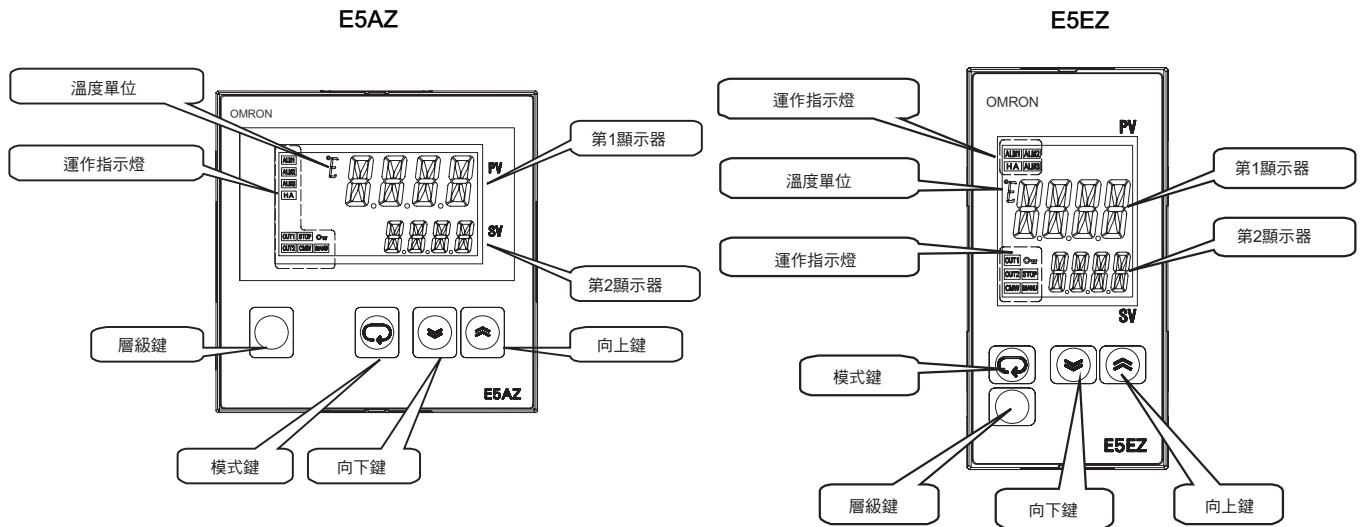 E5AZ
溫度單位
運作指示燈
OMRON
ALM1
ALM2
ALM3
HA
第1顯示器
PV
SV
OUT1 STOP
OUT2 CMW MANU
第2顯示器
層級鍵
向上鍵
E5AZ
模式鍵
向下鍵
E5EZ
運作指示燈
OMRON
PV
ALM1 ALM2
HA ALM3
第1顯示器
溫度單位
第2顯示器
運作指示燈
OUT1
OUT2 STOP
CMW MANU
SV
模式鍵
E5EZ
層級鍵
向下鍵
向上鍵